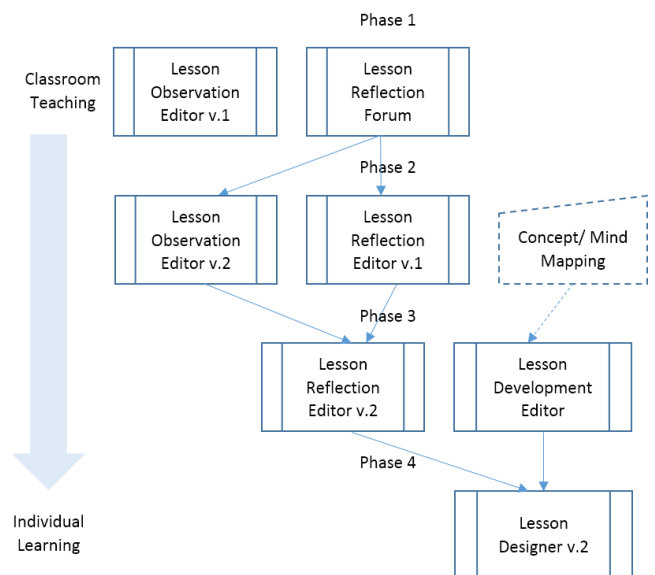 Phase 1
Classroom
Teaching
Lesson
Observation
Editor v.1
Lesson
Reflection
Forum
Phase 2
Lesson
Observation
Editor v.2
Lesson
Reflection
Editor v.1
Concept/ Mind
Mapping
Phase 3
Lesson
Reflection
Editor v.2
Lesson
Development
Editor
Phase 4
Individual
Learning
Lesson
Designer v.2